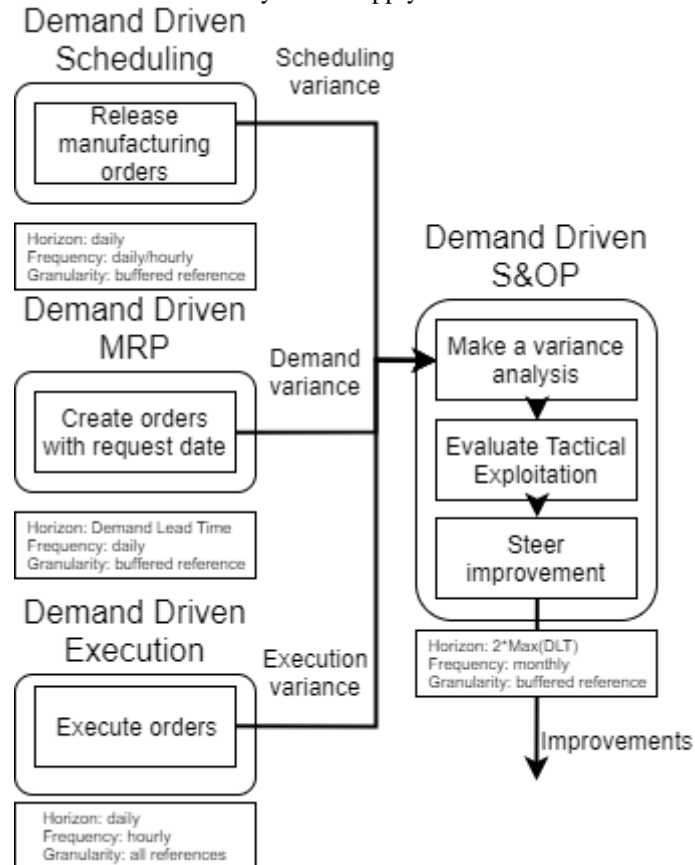 Demand Driven
Scheduling
Release
manufacturing
orders
Horizon: daily
Frequency: daily/hourly
Granularity: buffered reference
Scheduling
variance
Demand Driven
MRP
Create orders
with request date
Horizon: Demand Lead Time
Frequency: daily
Granularity: buffered reference
Demand
variance
Demand Driven
Execution
Execute orders
Horizon: daily
Frequency: hourly
Granularity: all references
Execution
variance
Demand Driven
S&OP
Make a variance
analysis
Evaluate Tactical
Exploitation
Steer
improvement
Horizon: 2*Max(DLT)
Frequency: monthly
Granularity: buffered reference
Improvements